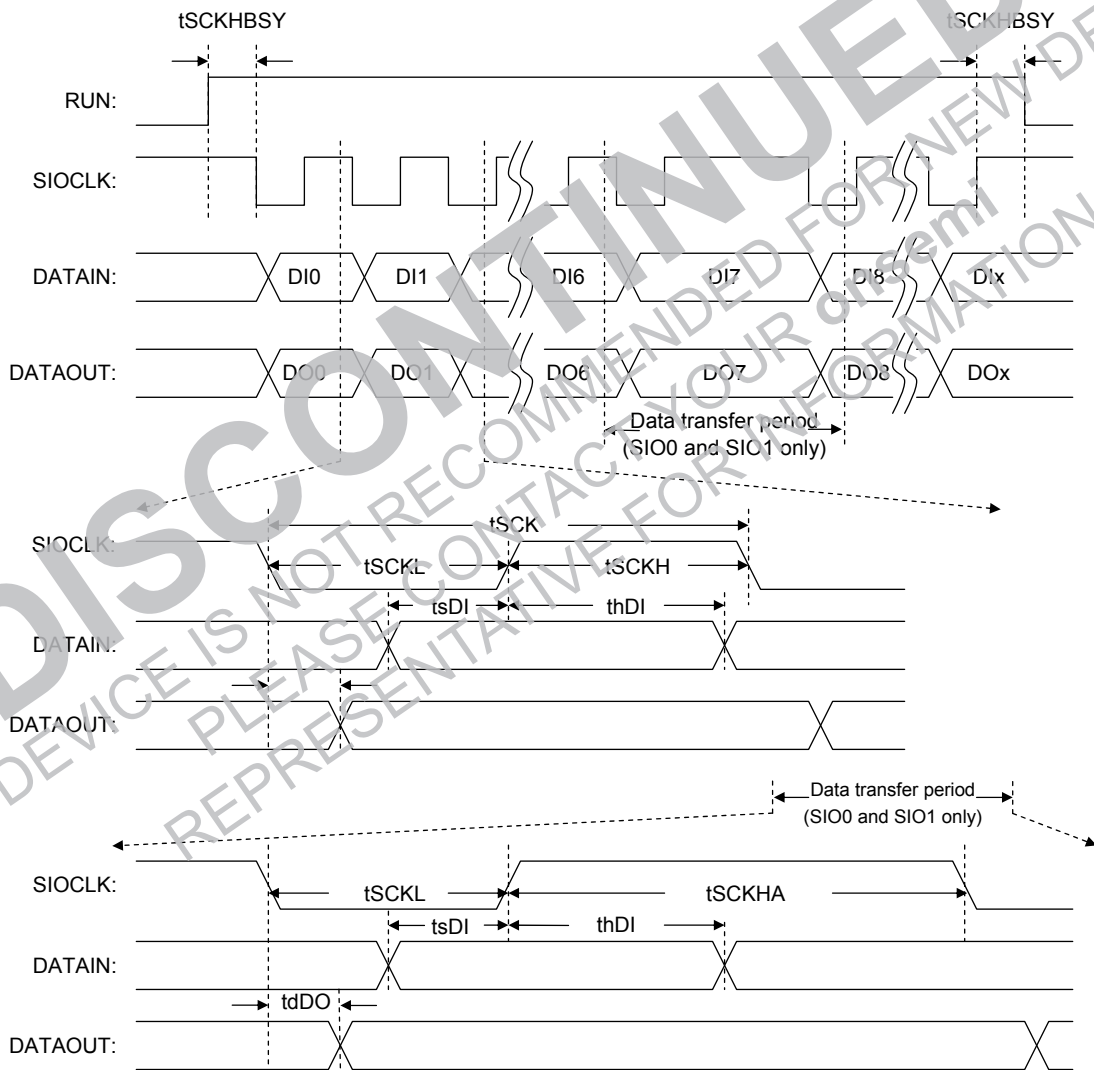 tSCKHBSY tSCKHBSY
RUN:
SIOCLK:
DATAIN: DI0 DI1 DI6 DI7 DI8 DIx
DATAOUT: DO0 DO1 DO6 DO7 DO8 DOx
Data transfer period
(SIO0 and SIO1 only)
tSCK
SIOCLK:
tSCKL tSCKH
tsDI thDI
DATAIN:
DATAOUT:
Data transfer period
(SIO0 and SIO1 only)
SIOCLK:
tSCKL tSCKHA
tsDI thDI
DATAIN:
tdDO
DATAOUT:
DISCONTINUED
DEVICE IS NOT RECOMMENDED FOR NEW
PLEASE CONTACT YOUR onsemi
REPRESENTATIVE FOR INFORMATION